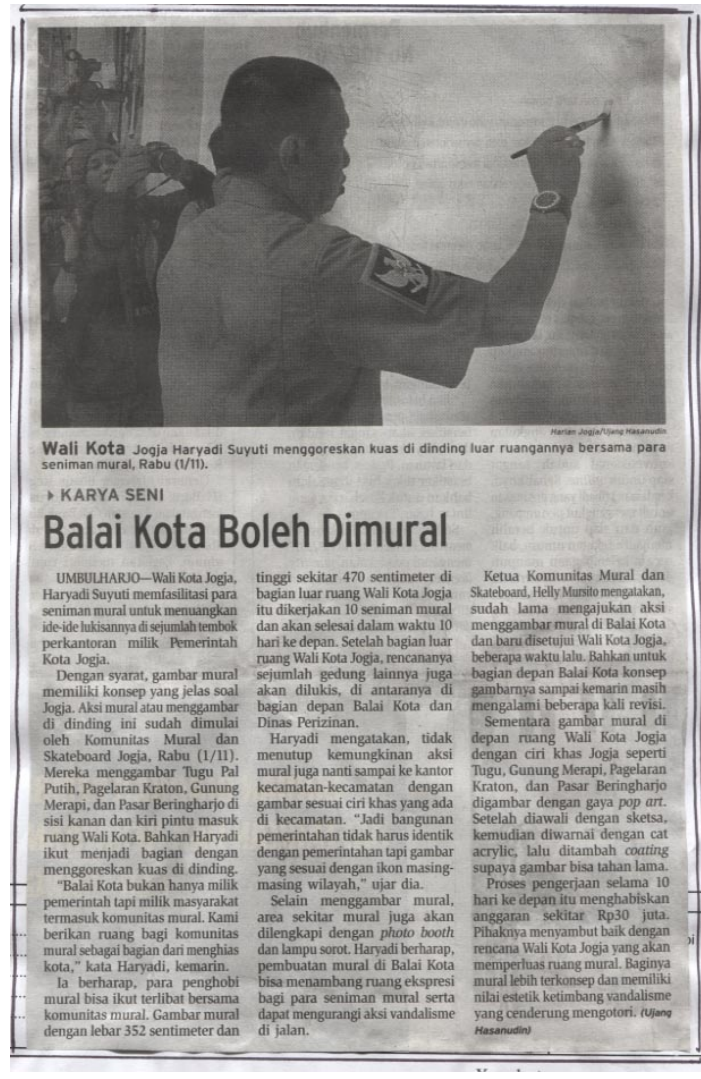 Harian Jogja/Ujang Hasanudin
Wali Kota Jogja Haryadi Suyuti menggoreskan kuas di dinding luar ruangannya bersama para
seniman mural, Rabu (1/11).
KARYA SENI
Balai Kota Boleh Dimural
UMBULHARJO—Wali Kota Jogja,
Haryadi Suyuti memfasilitasi para
seniman mural untuk menuangkan
ide-ide lukisannya di sejumlah tembok
perkantoran milik Pemerintah
Kota Jogja.
Dengan syarat, gambar mural
memiliki konsep yang jelas soal
Jogja. Aksi mural atau menggambar
di dinding ini sudah dimulai
oleh Komunitas Mural dan
Skateboard Jogja, Rabu (1/11).
Mereka menggambar Tugu Pal
Putih, Pagelaran Kraton, Gunung
Merapi, dan Pasar Beringharjo di
sisi kanan dan kiri pintu masuk
ruang Wali Kota. Bahkan Haryadi
ikut menjadi bagian dengan
menggoreskan kuas di dinding.
"Balai Kota bukan hanya milik
pemerintah tapi milik masyarakat
termasuk komunitas mural. Kami
berikan ruang bagi komunitas
mural sebagai bagian dari menghias
kota," kata Haryadi, kemarin.
Ia berharap, para penghobi
mural bisa ikut terlibat bersama
komunitas mural. Gambar mural
dengan lebar 352 sentimeter dan
tinggi sekitar 470 sentimeter di
bagian luar ruang Wali Kota Jogja
itu dikerjakan 10 seniman mural
dan akan selesai dalam waktu 10
hari ke depan. Setelah bagian luar
ruang Wali Kota Jogja, rencananya
sejumlah gedung lainnya juga
akan dilukis, di antaranya di
bagian depan Balai Kota dan
Dinas Perizinan.
Haryadi mengatakan, tidak
menutup kemungkinan aksi
mural juga nanti sampai ke kantor
kecamatan-kecamatan dengan
gambar sesuai ciri khas yang ada
di kecamatan. "Jadi bangunan
pemerintahan tidak harus identik
dengan pemerintahan tapi gambar
yang sesuai dengan ikon masing-
masing wilayah," ujar dia.
Selain menggambar mural,
area sekitar mural juga akan
dilengkapi dengan photo booth
dan lampu sorot. Haryadi berharap,
pembuatan mural di Balai Kota
bisa menambang ruang ekspresi
bagi para seniman mural serta
dapat mengurangi aksi vandalisme
di jalan.
Ketua Komunitas Mural dan
Skateboard, Helly Mursito mengatakan,
sudah lama mengajukan aksi
menggambar mural di Balai Kota
dan baru disetujui Wali Kota Jogja,
beberapa waktu lalu. Bahkan untuk
bagian depan Balai Kota konsep
gambarnya sampai kemarin masih
mengalami beberapa kali revisi.
Sementara gambar mural di
depan ruang Wali Kota Jogja
dengan ciri khas Jogja seperti
Tugu, Gunung Merapi, Pagelaran
Kraton, dan Pasar Beringharjo
digambar dengan gaya pop art.
Setelah diawali dengan sketsa,
kemudian diwarnai dengan cat
acrylic, lalu ditambah coating
supaya gambar bisa tahan lama.
Proses pengerjaan selama 10
hari ke depan itu menghabiskan
anggaran sekitar Rp30 juta.
Pihaknya menyambut baik dengan
rencana Wali Kota Jogja yang akan
memperluas ruang mural. Baginya
mural lebih terkonsep dan memiliki
nilai estetik ketimbang vandalisme
yang cenderung mengotori. (Ujang
Hasanudin)